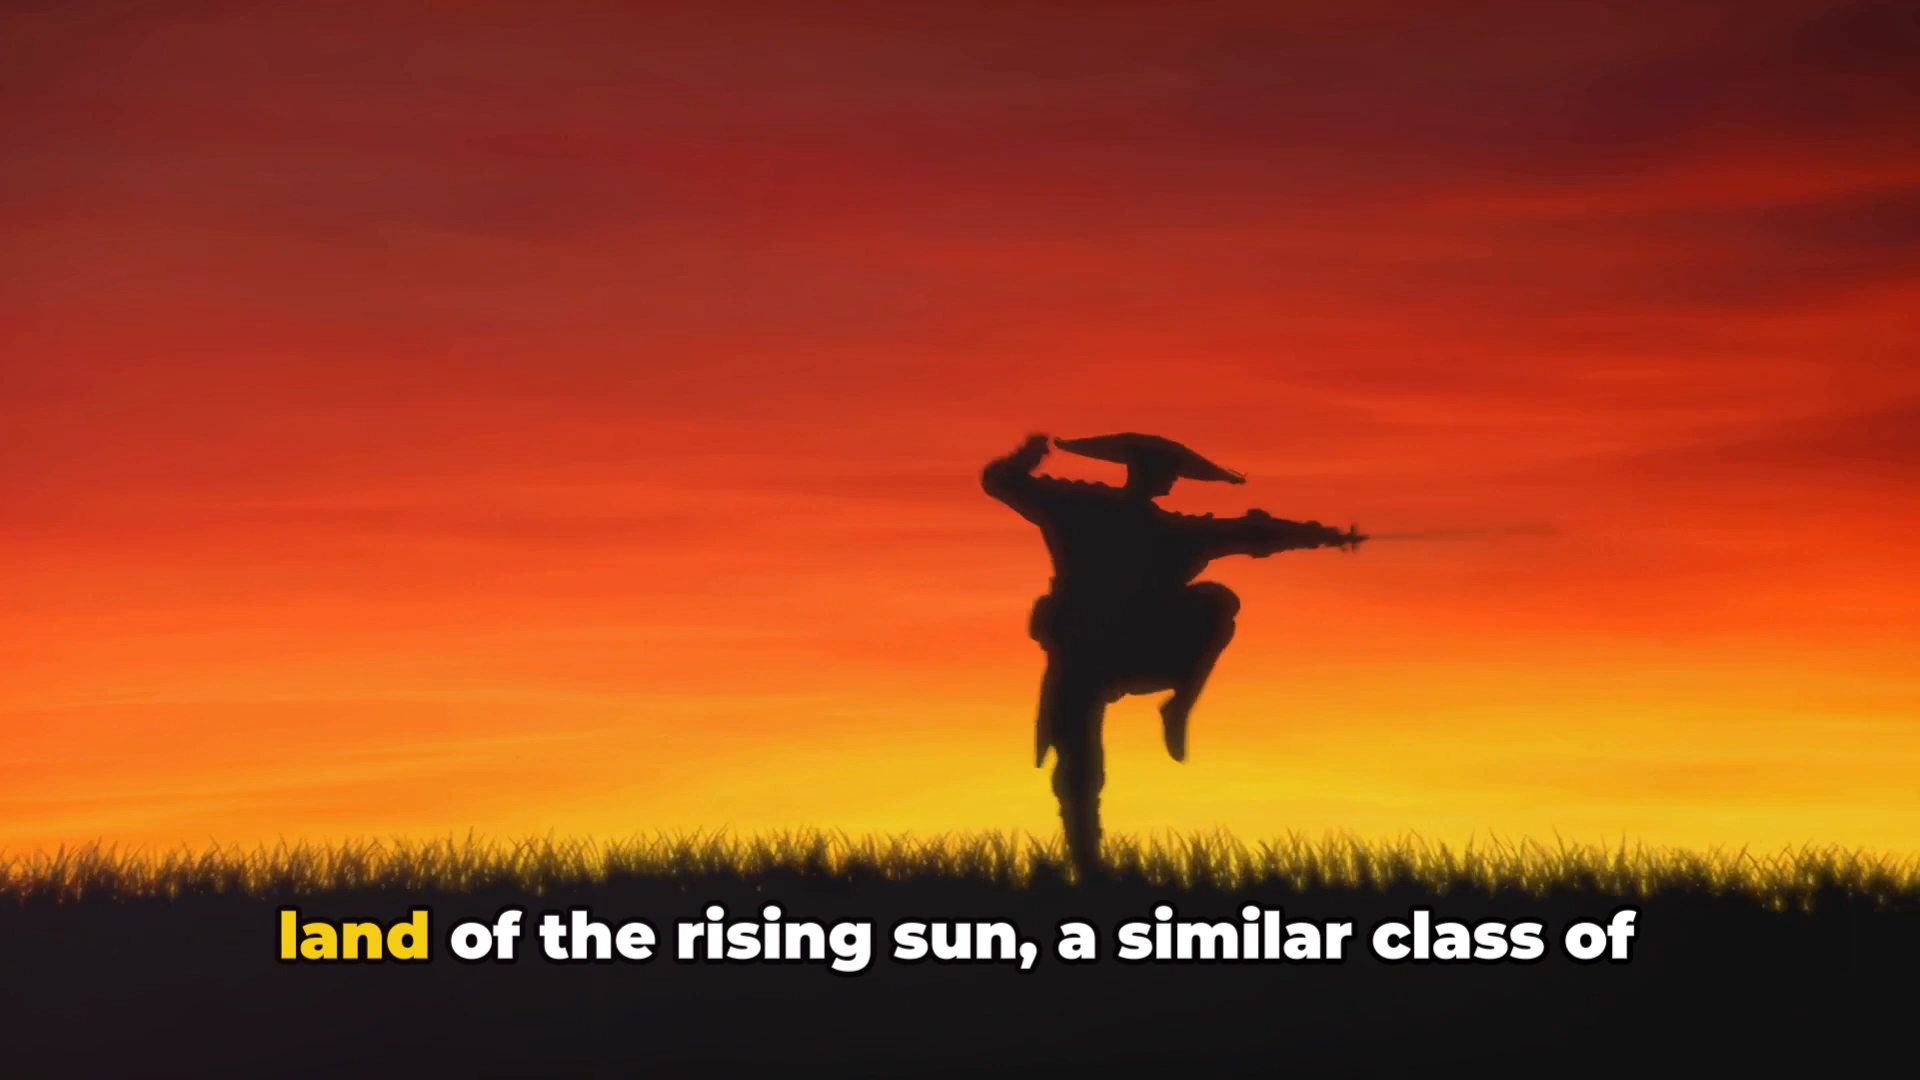 land of the rising sun, a similar class of